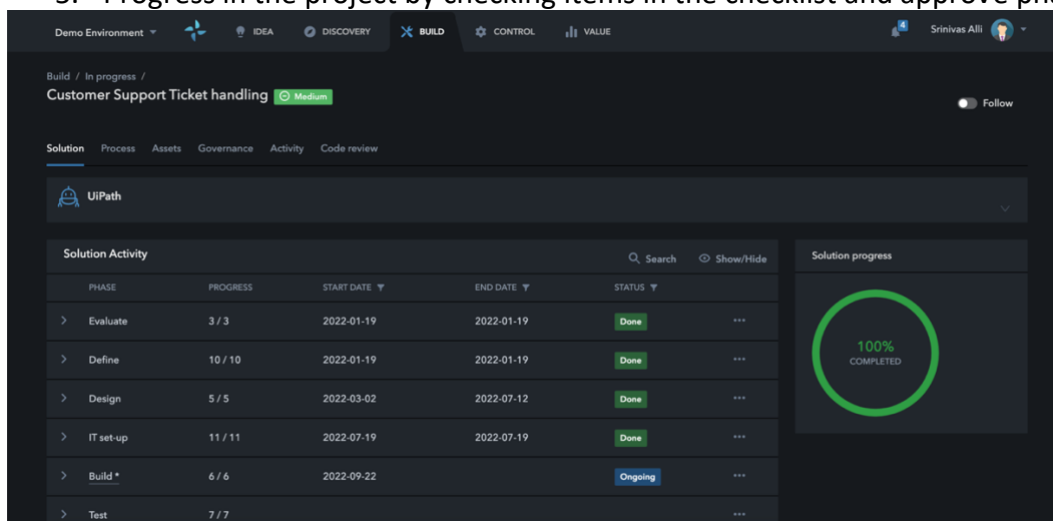 Progress in the project by checking items in the checklist and approve
Demo Environment IDEA DISCOVERY BUILD CONTROL VALUE 4 Srinivas Alli
Build / In progress /
Customer Support Ticket handling Medium
Follow
Solution Process Assets Governance Activity Code review
UiPath
Solution Activity Search Show/Hide Solution progress
PHASE PROGRESS START DATE END DATE STATUS
> Evaluate 3 / 3 2022-01-19 2022-01-19 Done ...
> Define 10 / 10 2022-01-19 2022-01-19 Done ...
> Design 5 / 5 2022-03-02 2022-07-12 Done ...
> IT set-up 11 / 11 2022-07-19 2022-07-19 Done ...
> Build * 6 / 6 2022-09-22 Ongoing ...
> Test 7 / 7 ...
100%
COMPLETED